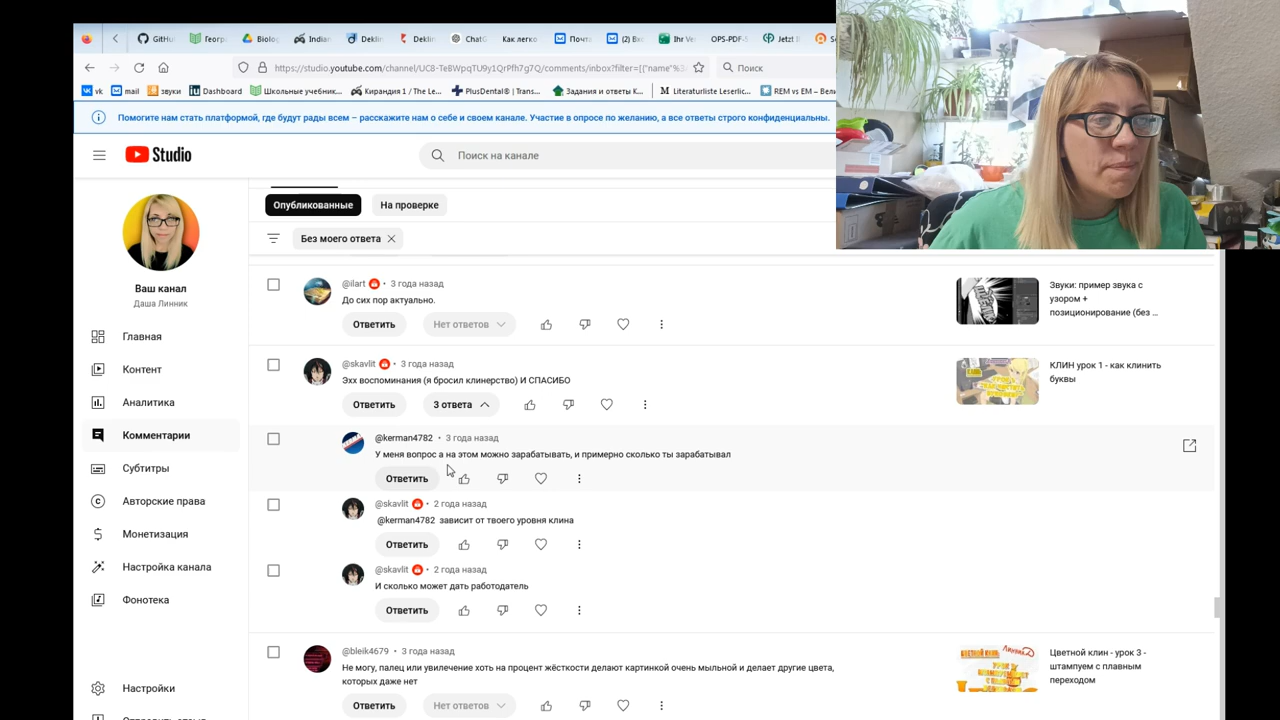 GitHu
Геогр
Биоло
Indian
Deklin
Deklin
ChatG
Как легко
Почта
(2) Вх
Ihr Ver
OPS-PDF-
Jetzt J
https://studio.youtube.com/channel/UC8-TeBWpqTU9y1QrPfh7g7Q/comments/inbox?filter=[{"name"%3
Поиск
vk
mail
звуки
Dashboard
Школьные учебник...
Кирандия 1 / The Le...
PlusDental® | Trans...
Задания и ответы К...
Literaturliste Leserlic...
REM vs EM – Вели
Помогите нам стать платформой, где будут рады всем – расскажите нам о себе и своем канале. Участие в опросе по желанию, а все ответы строго конфиденциальны.
Studio
Поиск на канале
Опубликованные
На проверке
Без моего ответа
Ваш канал
Даша Линник
Главная
Контент
Аналитика
Комментарии
Субтитры
Авторские права
Монетизация
Настройка канала
Фонотека
Настройки
@ilart • 3 года назад
До сих пор актуально.
Ответить
Нет ответов
Звуки: пример звука с
узором +
позиционирование (без ...
@skavlit • 3 года назад
Эхх воспоминания (я бросил клинерство) И СПАСИБО
Ответить
3 ответа
КЛИН урок 1 - как клинить
буквы
@kerman4782 • 3 года назад
У меня вопрос а на этом можно зарабатывать, и примерно сколько ты зарабатывал
Ответить
@skavlit • 2 года назад
@kerman4782 зависит от твоего уровня клина
Ответить
@skavlit • 2 года назад
И сколько может дать работодатель
Ответить
@bleik4679 • 3 года назад
Не могу, палец или увилечение хоть на процент жёсткости делают картинкой очень мыльной и делает другие цвета,
которых даже нет
Ответить
Нет ответов
Цветной клин - урок 3 -
штампуем с плавным
переходом